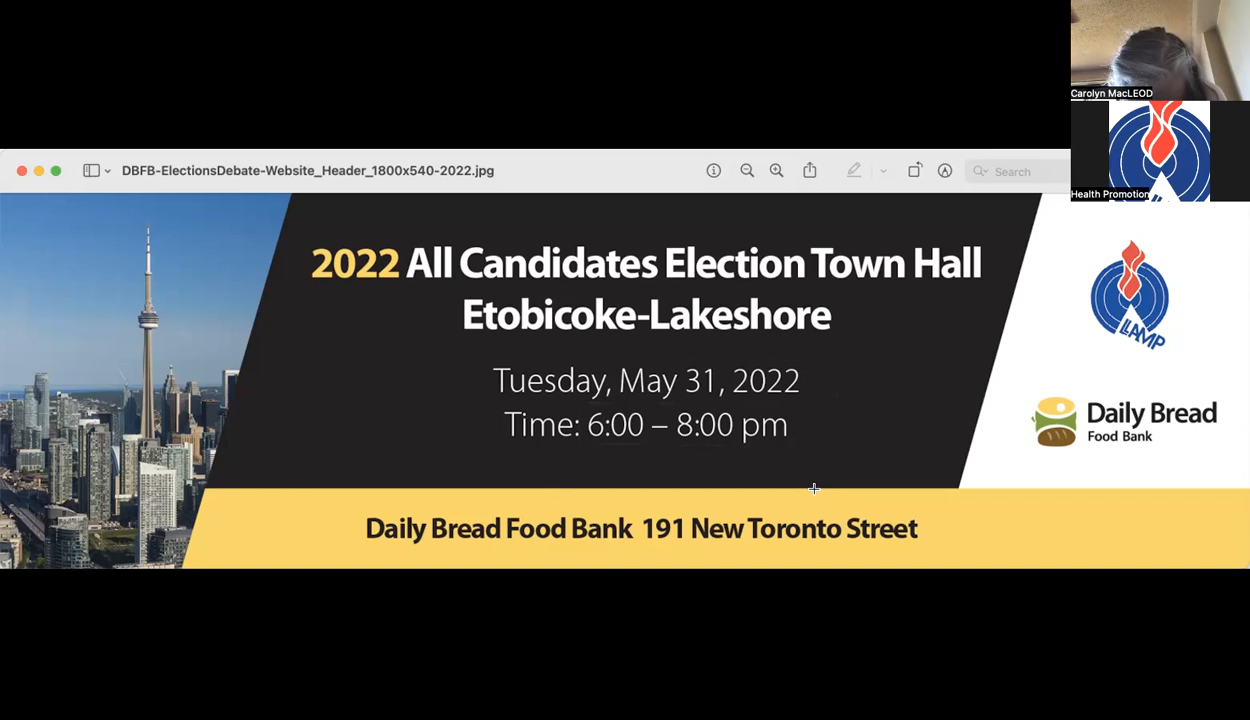 Carolyn MacLEOD
Health Promotion
DBFB-ElectionsDebate-Website_Header_1800x540-2022.jpg
Search
2022 All Candidates Election Town Hall
Etobicoke-Lakeshore
Tuesday, May 31, 2022
Time: 6:00 – 8:00 pm
LAMP
Daily Bread
Food Bank
Daily Bread Food Bank 191 New Toronto Street